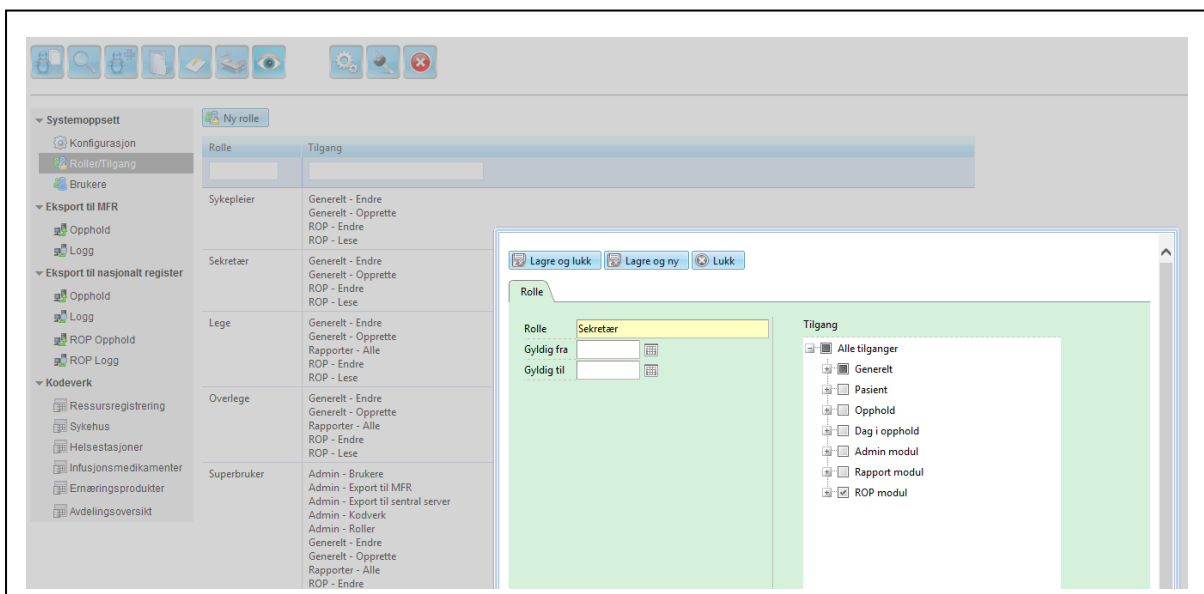 Systemoppsett
Konfigurasjon
Roller/Tilgang
Brukere
Eksport til MFR
Opphold
Logg
Eksport til nasjonalt register
Opphold
Logg
ROP Opphold
ROP Logg
Kodeverk
Ressursregistrering
Sykehus
Helsestasjoner
Infusjonsmedikamenter
Ernæringsprodukter
Avdelingsoversikt
Ny rolle
Rolle Tilgang
Sykepleier Generelt - Endre
Generelt - Opprette
ROP - Endre
ROP - Lese
Sekretær Generelt - Endre
Generelt - Opprette
ROP - Endre
ROP - Lese
Lege Generelt - Endre
Generelt - Opprette
Rapporter - Alle
ROP - Endre
ROP - Lese
Overlege Generelt - Endre
Generelt - Opprette
Rapporter - Alle
ROP - Endre
ROP - Lese
Superbruker Admin - Brukere
Admin - Export til MFR
Admin - Export til sentral server
Admin - Kodverk
Admin - Roller
Generelt - Endre
Generelt - Opprette
Rapporter - Alle
ROP - Endre
Lagre og lukk Lagre og ny Lukk
Rolle
Rolle Sekretær
Gyldig fra
Gyldig til
Tilgang
Alle tilganger
Generelt
Pasient
Opphold
Dag i opphold
Admin modul
Rapport modul
ROP modul